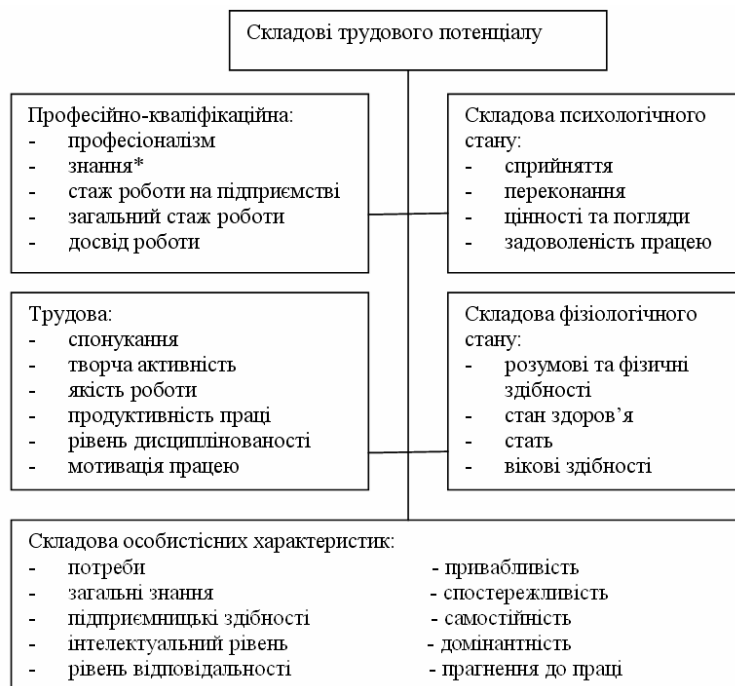 Складові трудового потенціалу
Професійно-кваліфікаційна:
- професіоналізм
- знання*
- стаж роботи на підприємстві
- загальний стаж роботи
- досвід роботи
Складова психологічного
стану:
- сприйняття
- переконання
- цінності та погляди
- задоволеність працею
Трудова:
- спонукання
- творча активність
- якість роботи
- продуктивність праці
- рівень дисциплінованості
- мотивація працею
Складова фізіологічного
стану:
- розумові та фізичні
здібності
- стан здоров’я
- стать
- вікові здібності
Складова особистісних характеристик:
- потреби - привабливість
- загальні знання - спостережливість
- підприємницькі здібності - самостійність
- інтелектуальний рівень - домінантність
- рівень відповідальності - прагнення до праці